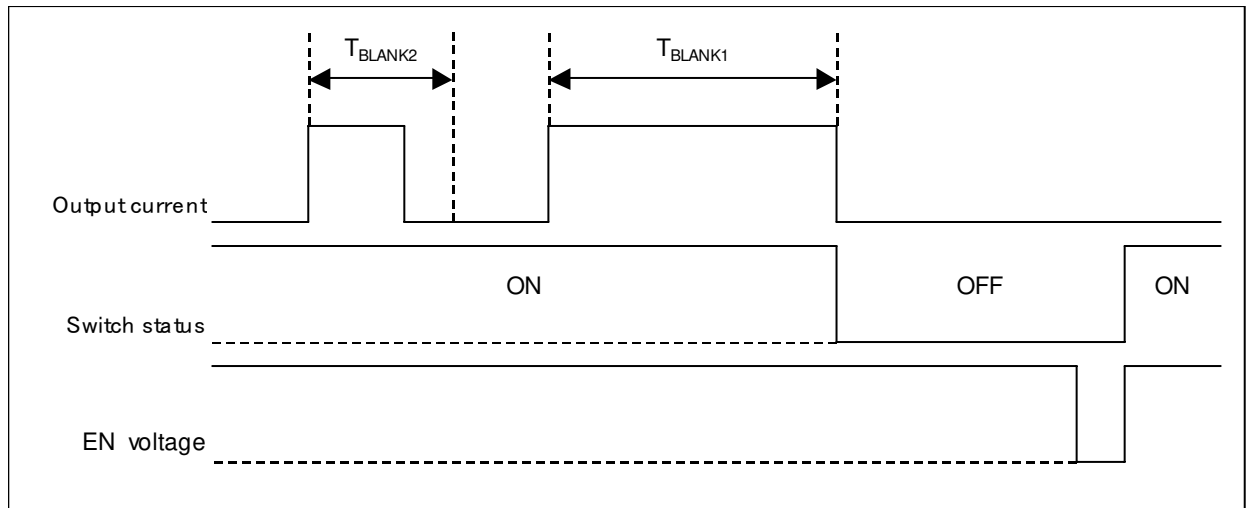 TBLANK2
TBLANK1
Output current
ON
OFF
ON
Switch status
EN voltage